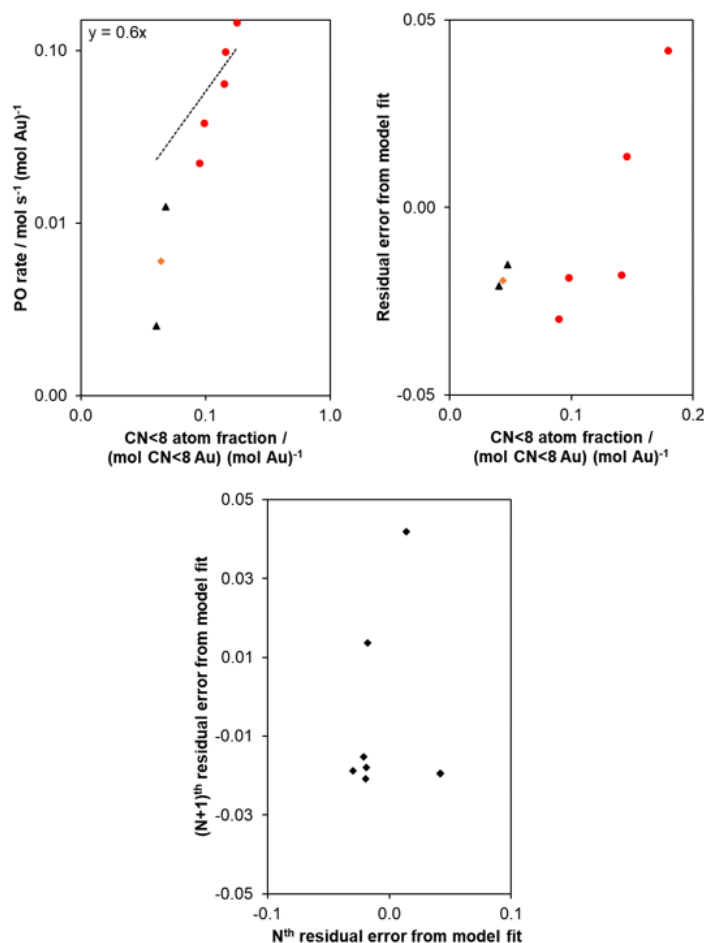 y = 0.6x
0.10
0.01
0.00
PO rate / mol s⁻¹ (mol Au)⁻¹
0.0 0.1 1.0
CN<8 atom fraction /
(mol CN<8 Au) (mol Au)⁻¹
0.05
0.00
-0.05
Residual error from model fit
0.0 0.1 0.2
CN<8 atom fraction /
(mol CN<8 Au) (mol Au)⁻¹
0.05
0.03
0.01
-0.01
-0.03
-0.05
(N+1)ᵗʰ residual error from model fit
-0.1 0.0 0.1
Nᵗʰ residual error from model fit